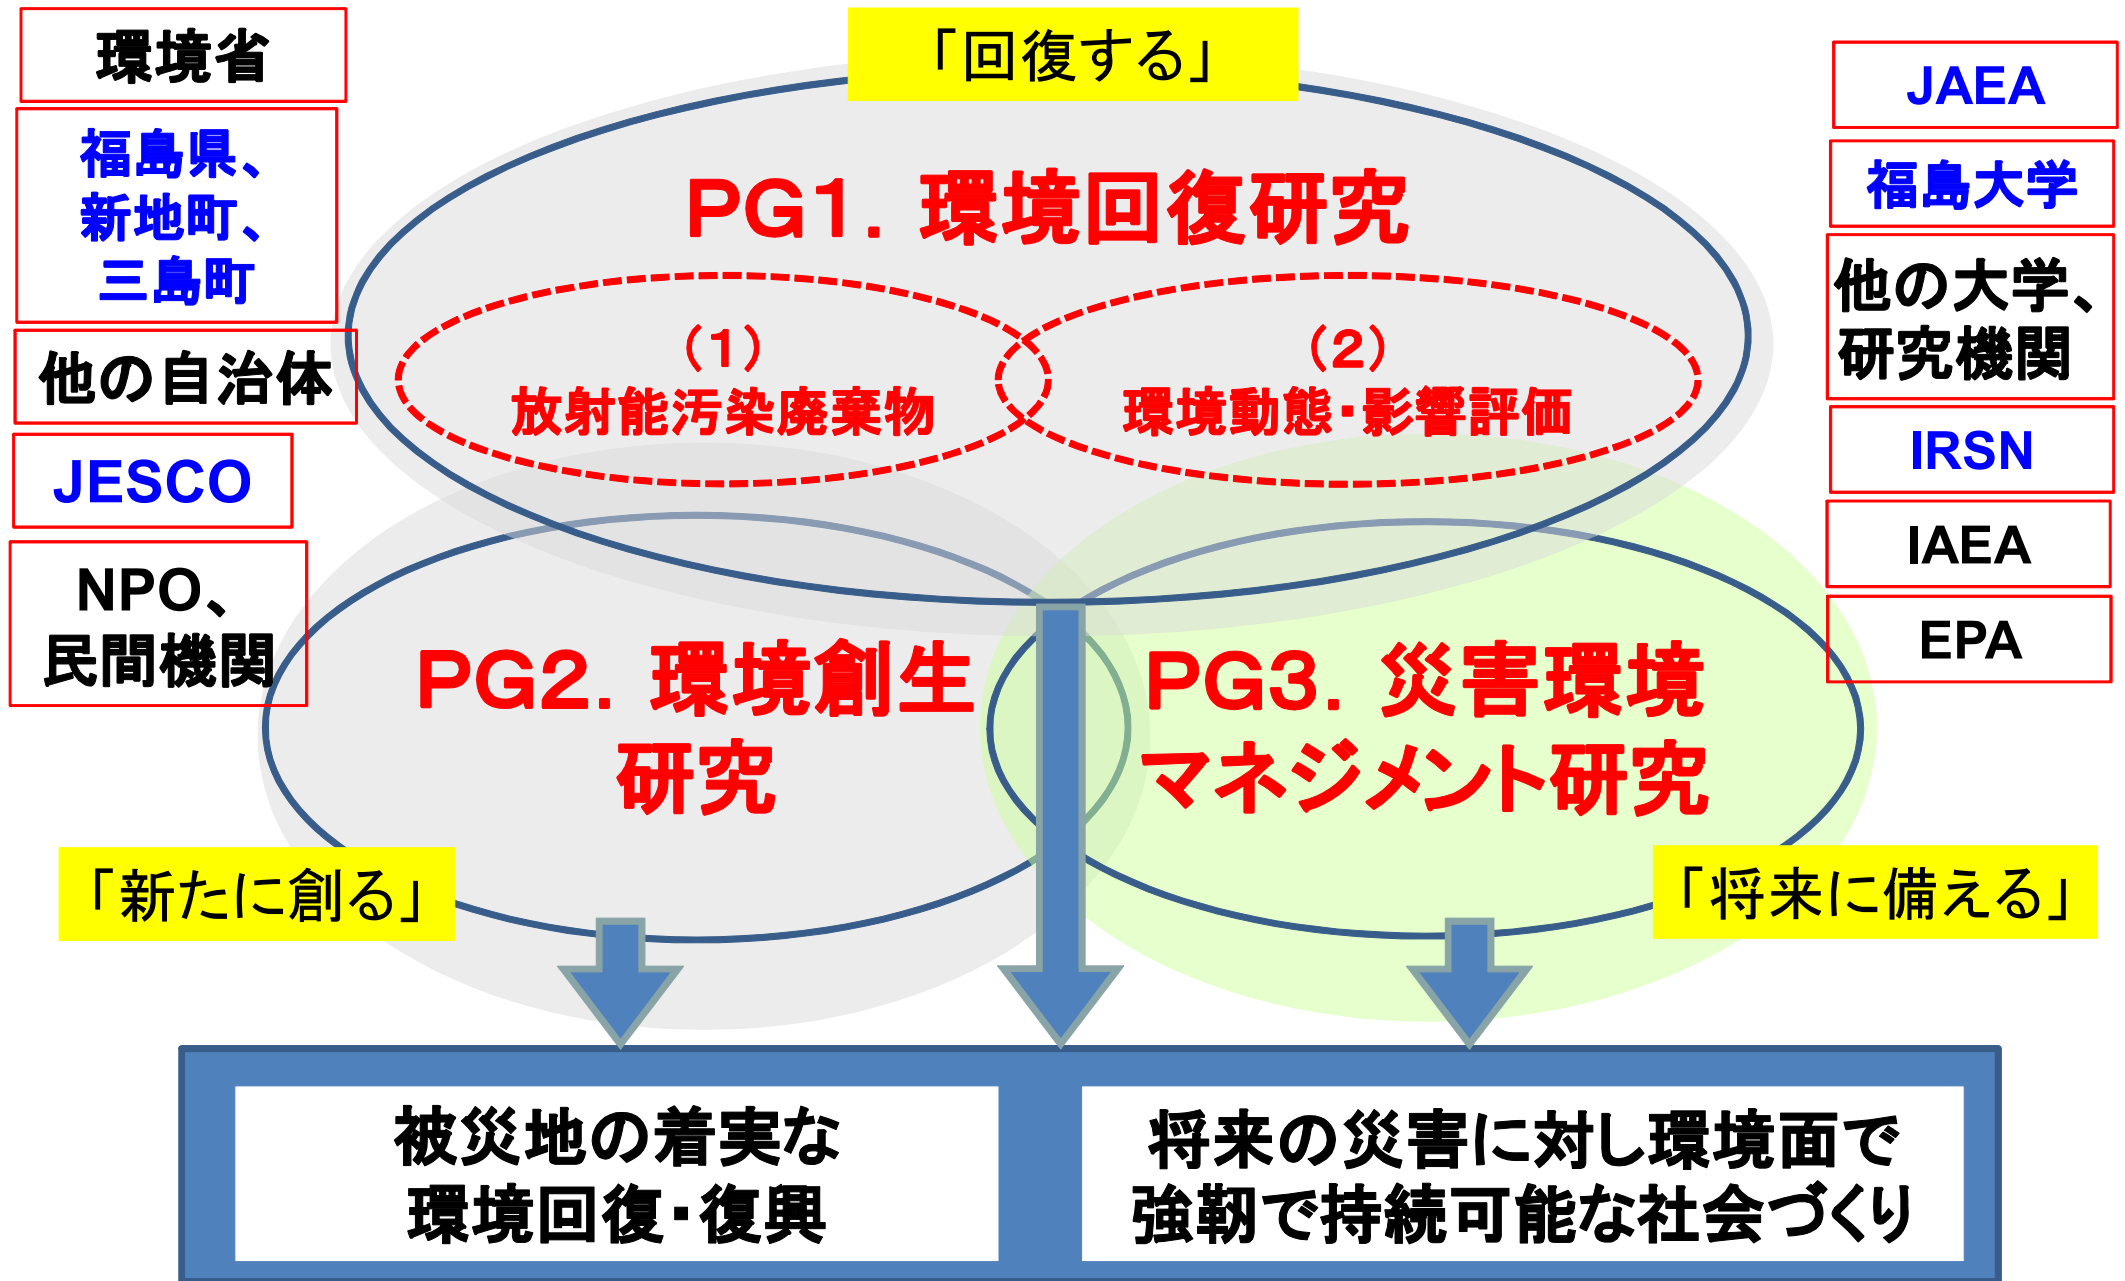 環境省
福島県、
新地町、
三島町
他の自治体
JESCO
NPO、
民間機関
「回復する」
PG1．環境回復研究
（1）
放射能汚染廃棄物
（2）
環境動態・影響評価
PG2．環境創生
研究
PG3．災害環境
マネジメント研究
「新たに創る」
「将来に備える」
JAEA
福島大学
他の大学、
研究機関
IRSN
IAEA
EPA
被災地の着実な
環境回復・復興
将来の災害に対し環境面で
強靭で持続可能な社会づくり